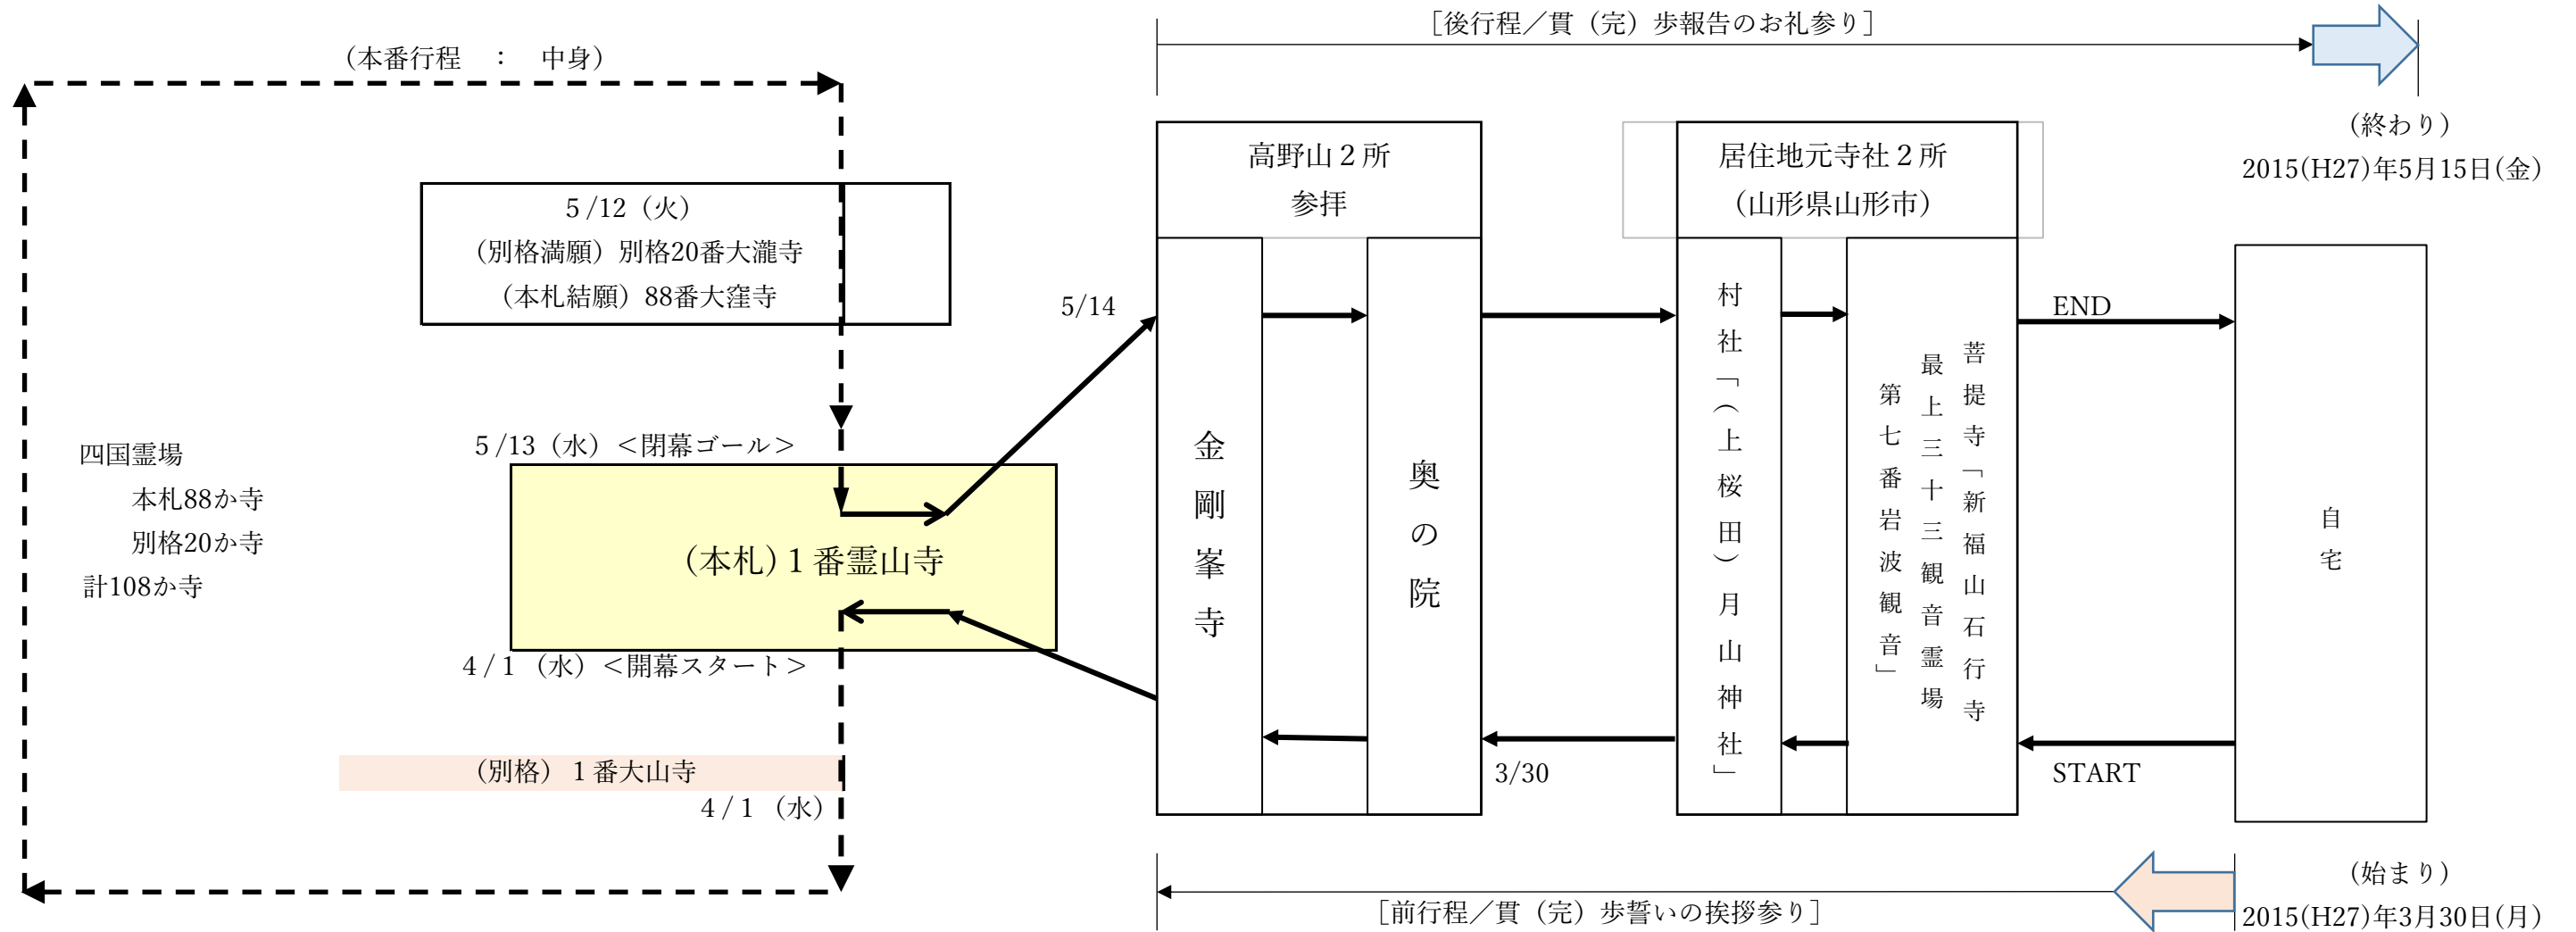 ［後行程／貫（完）歩報告のお礼参り］
（本番行程　：　中身）
（終わり）
2015(H27)年5月15日(金)
高野山２所
参拝
居住地元寺社２所
（山形県山形市）
５/12（火）
（別格満願）別格20番大瀧寺
（本札結願）88番大窪寺
5/14
END
金剛峯寺
奥の院
村社「（上桜田）月山神社」
菩提寺「新福山石行寺
最上三十三観音霊場
第七番岩波観音」
自宅
5/13（水）＜閉幕ゴール＞
四国霊場
本札88か寺
別格20か寺
計108か寺
(本札)１番霊山寺
４/１（水）＜開幕スタート＞
（別格）１番大山寺
４/１（水）
3/30
START
（始まり）
［前行程／貫（完）歩誓いの挨拶参り］
2015(H27)年3月30日(月)